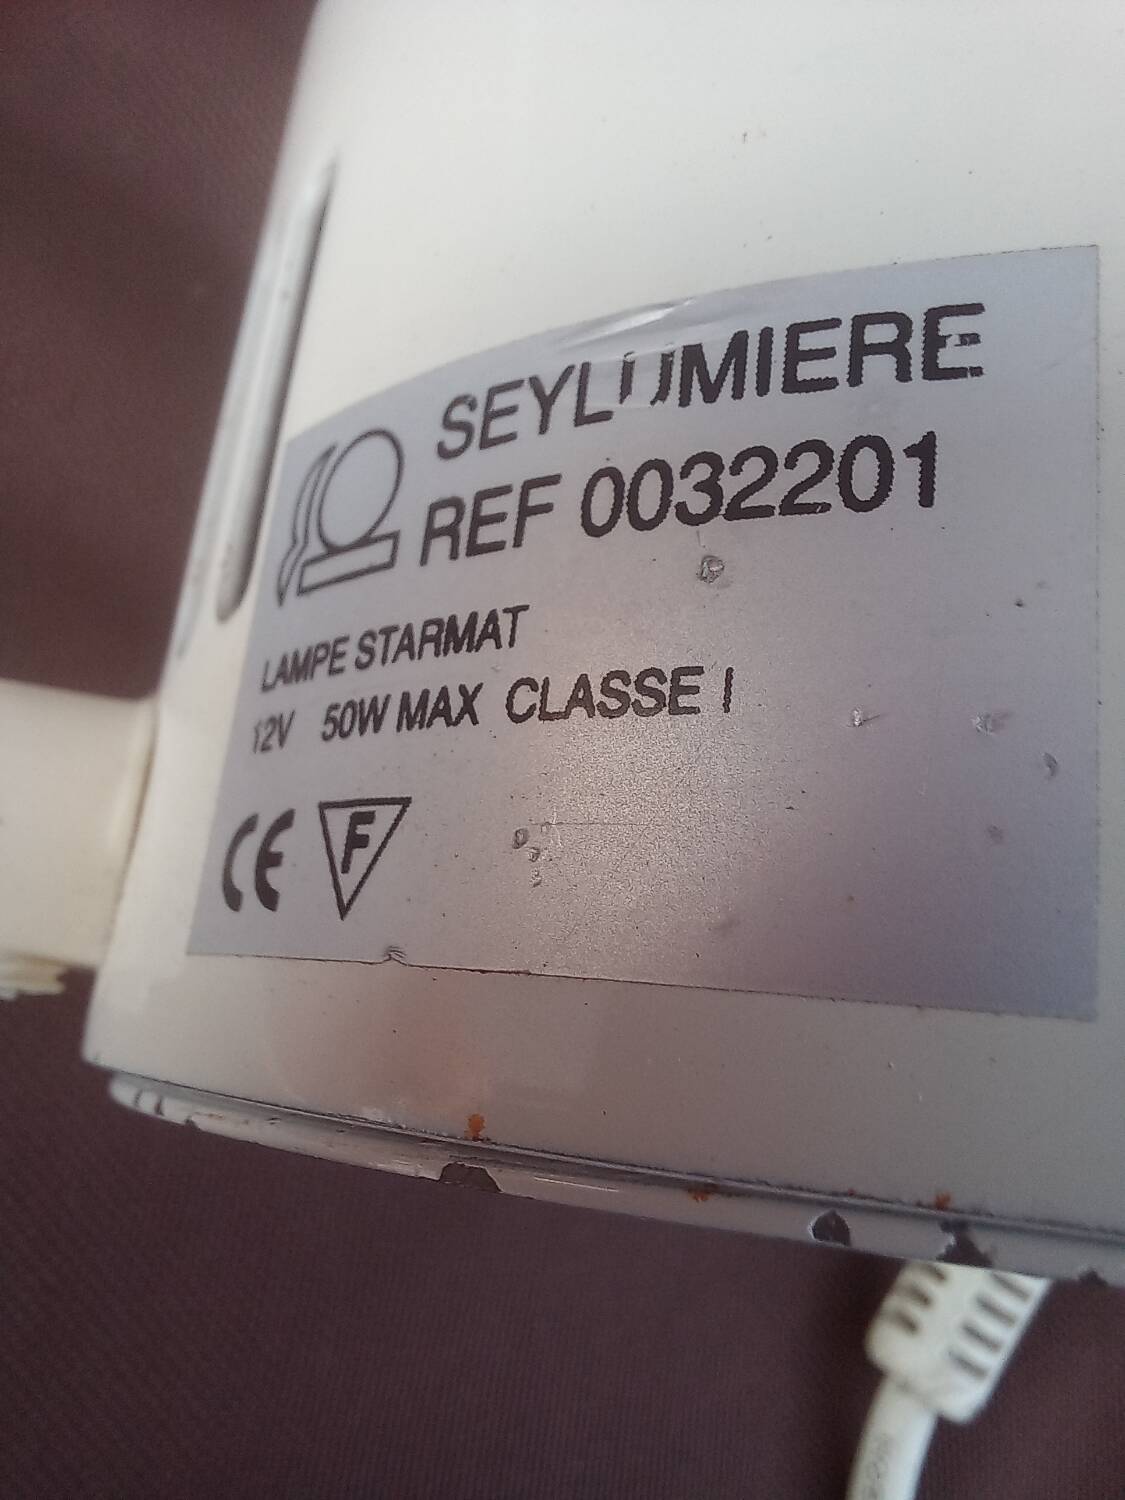 SEYLUMIERE
REF 0032201
LAMPE STARMAT
12V 50W MAX CLASSE I
CE F